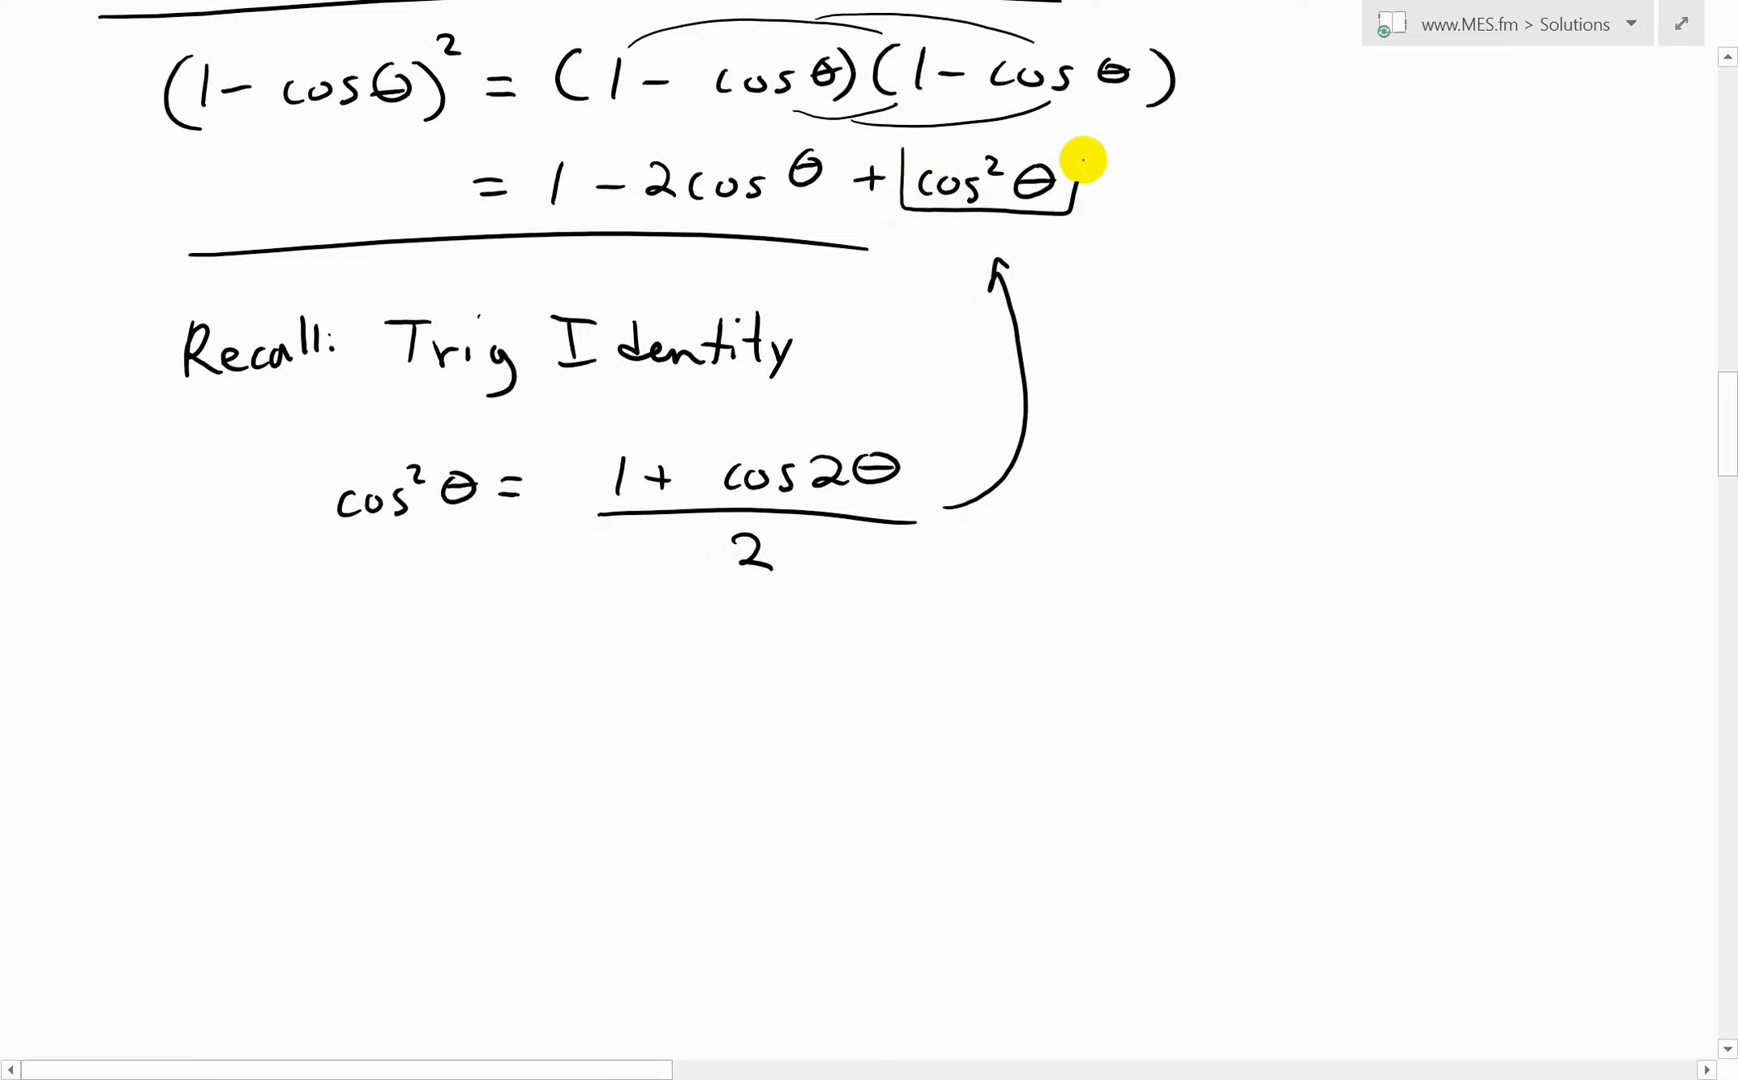 www.MES.fm > Solutions
(1 - cosθ)² = (1 - cosθ)(1 - cosθ)
= 1 - 2cosθ + cos²θ
Recall: Trig Identity
cos²θ = (1 + cos2θ)/2